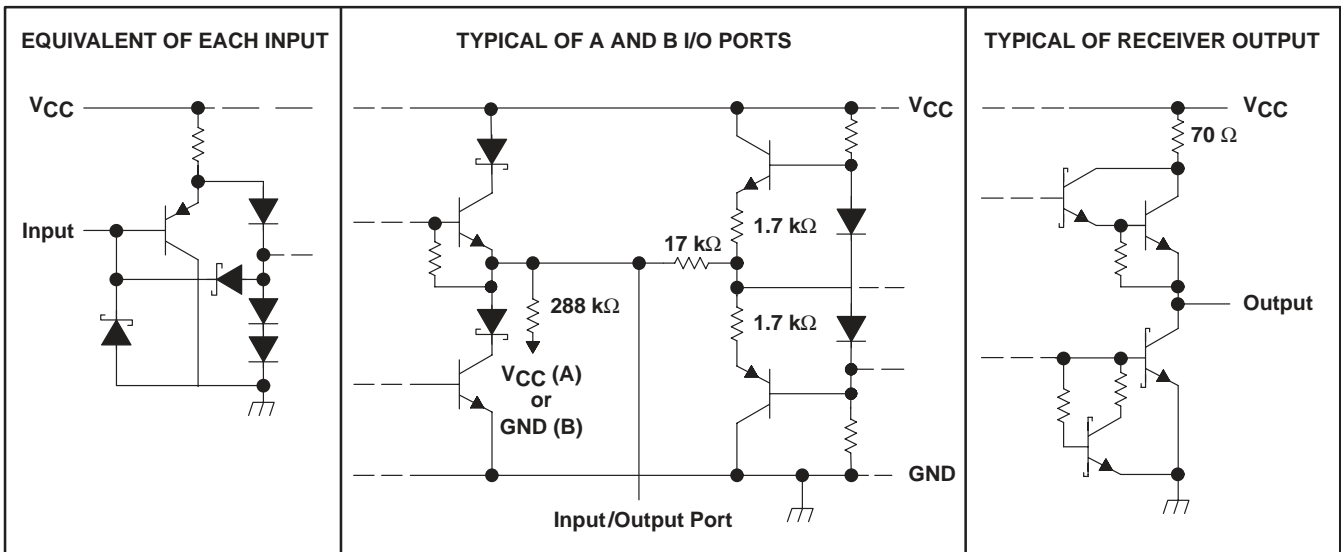 EQUIVALENT OF EACH INPUT
VCC
Input
TYPICAL OF A AND B I/O PORTS
VCC
1.7 kΩ
17 kΩ
288 kΩ
1.7 kΩ
VCC (A)
or
GND (B)
GND
Input/Output Port
TYPICAL OF RECEIVER OUTPUT
VCC
70 Ω
Output